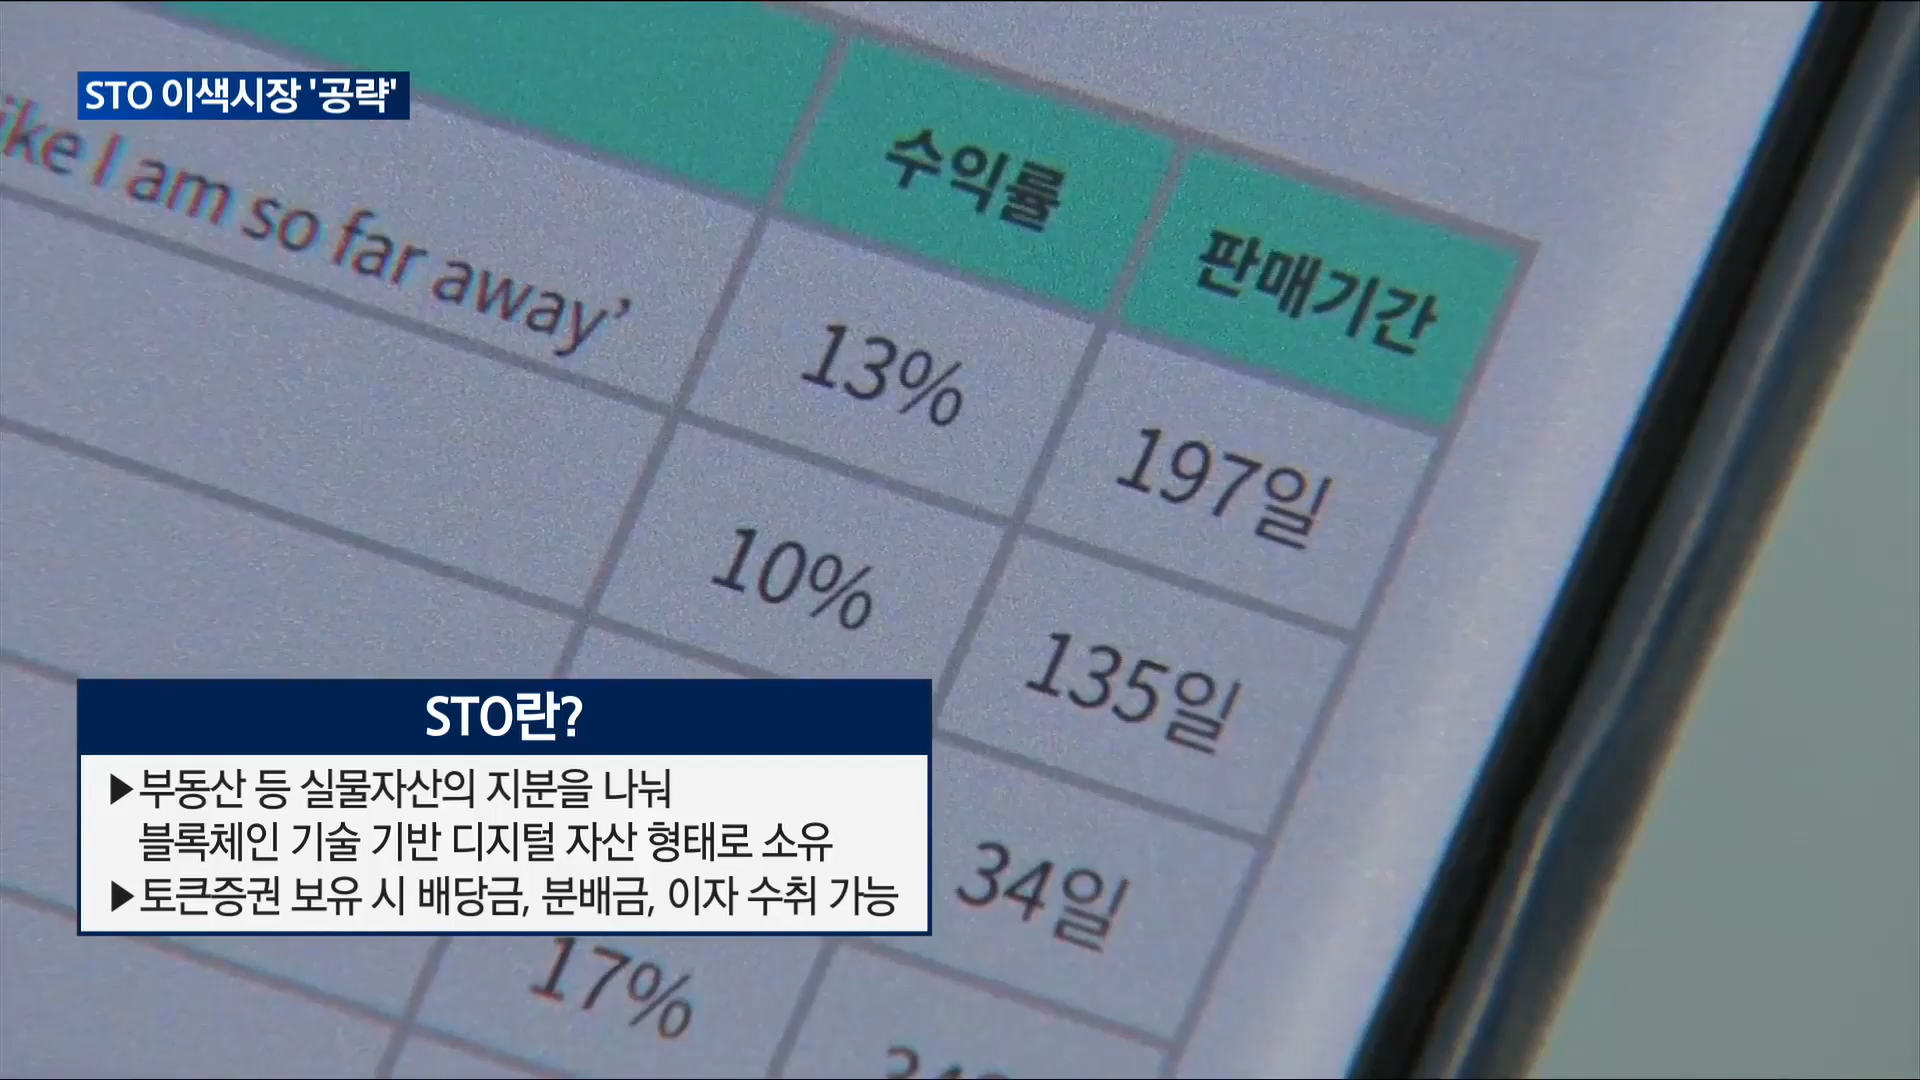 STO 이색시장 '공략'
수익률 판매기간
ike I am so far away’ 13% 197일
10% 135일
34일
17%
STO란?
▶부동산 등 실물자산의 지분을 나눠
블록체인 기술 기반 디지털 자산 형태로 소유
▶토큰증권 보유 시 배당금, 분배금, 이자 수취 가능